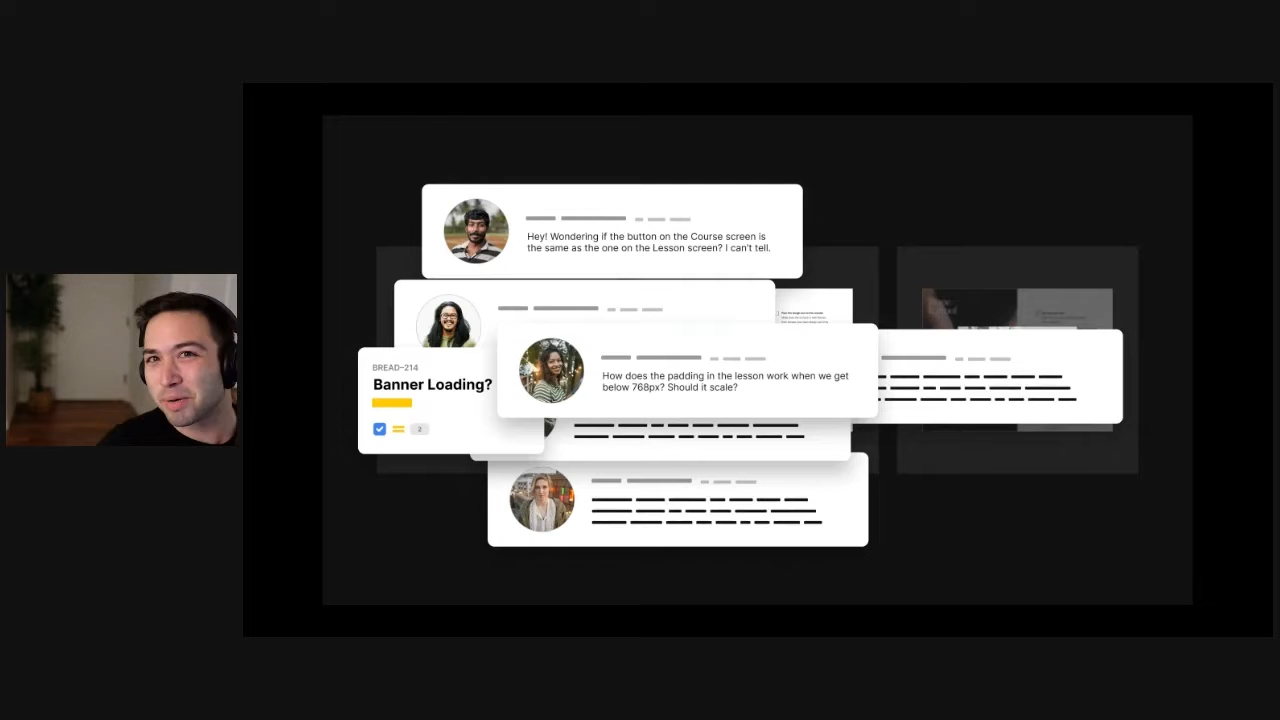 Hey! Wondering if the button on the Course screen is
the same as the one on the Lesson screen? I can't tell.
How does the padding in the lesson work when we get
below 768px? Should it scale?
BREAD-214
Banner Loading?
2